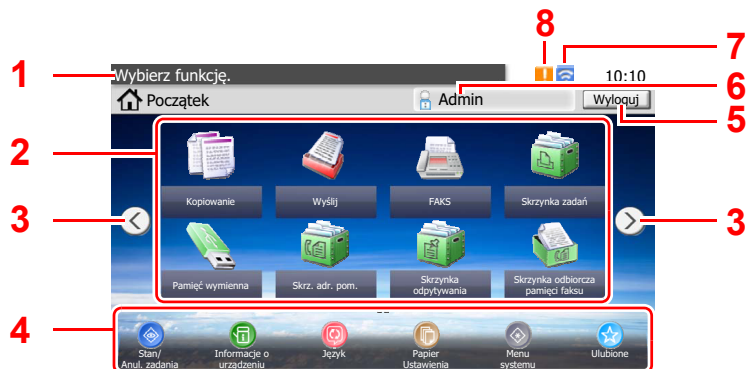 8
7
1
Wybierz funkcję.
10:10
6
Początek
Admin
Wyloguj
5
2
Kopiowanie
Wyślij
FAKS
Skrzynka zadań
3
3
Pamięć wymienna
Skrz. adr. pom.
Skrzynka
odpytywania
Skrzynka odbiorcza
pamięci faksu
4
Stan/
Anul. zadania
Informacje o
urządzeniu
Język
Papier
Ustawienia
Menu
systemu
Ulubione